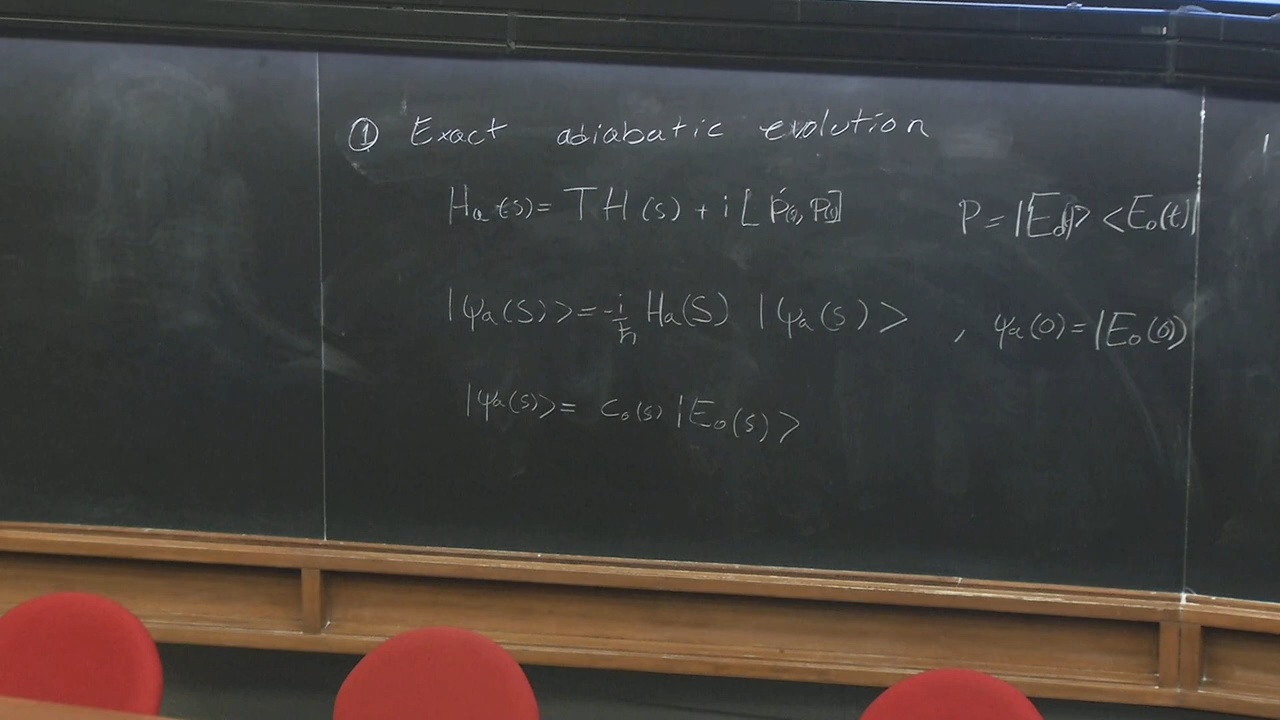 ① Exact adiabatic evolution
Ha(s) = TH(s) + i[Ṗ(s), P(s)]    P = |E₀(t)> <E₀(t)|
|ψa(s)> = -i/ħ Ha(s) |ψa(s)> , ψa(0) = |E₀(0)>
|ψa(s)> = C₀(s) |E₀(s)>